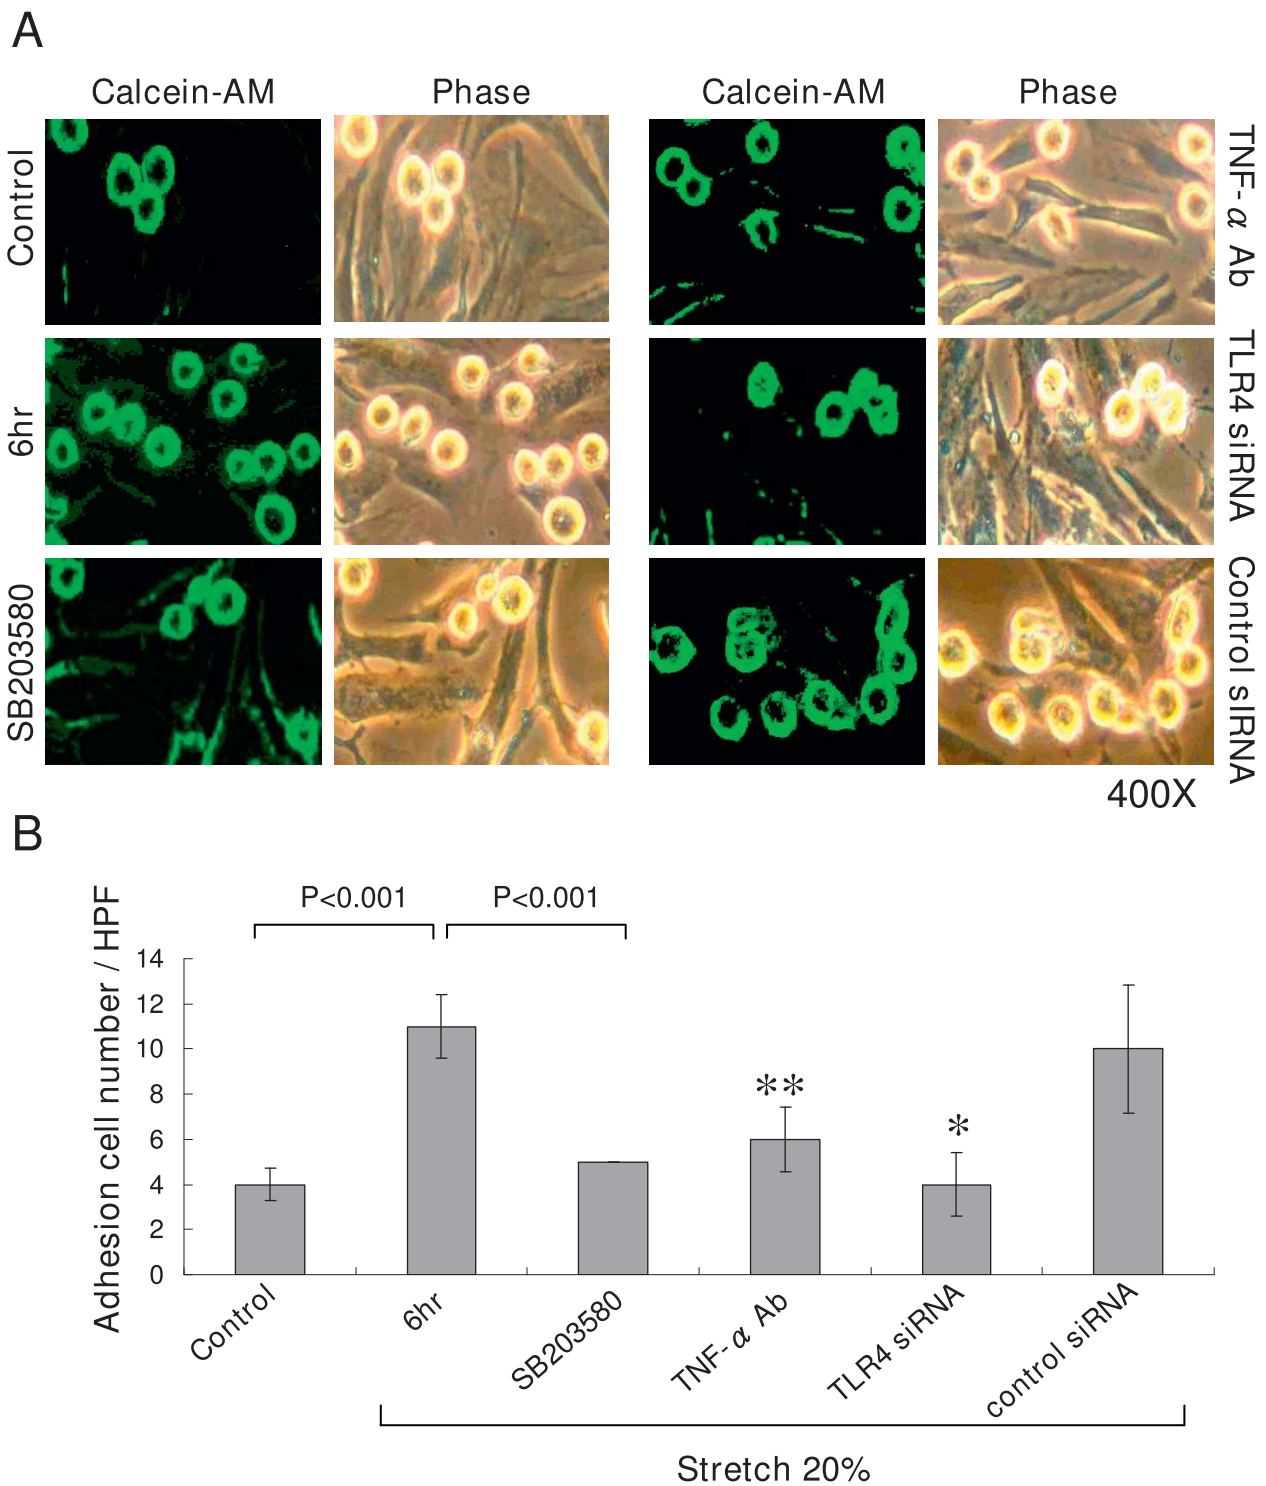 A
Calcein-AM Phase Calcein-AM Phase
Control
TNF-α Ab
6hr
TLR4 siRNA
SB203580
Control sIRNA
400X
B
P<0.001 P<0.001
Adhesion cell number / HPF
14
12
10
8
6
4
2
0
**
*
Control 6hr SB203580 TNF-α Ab TLR4 siRNA control siRNA
Stretch 20%